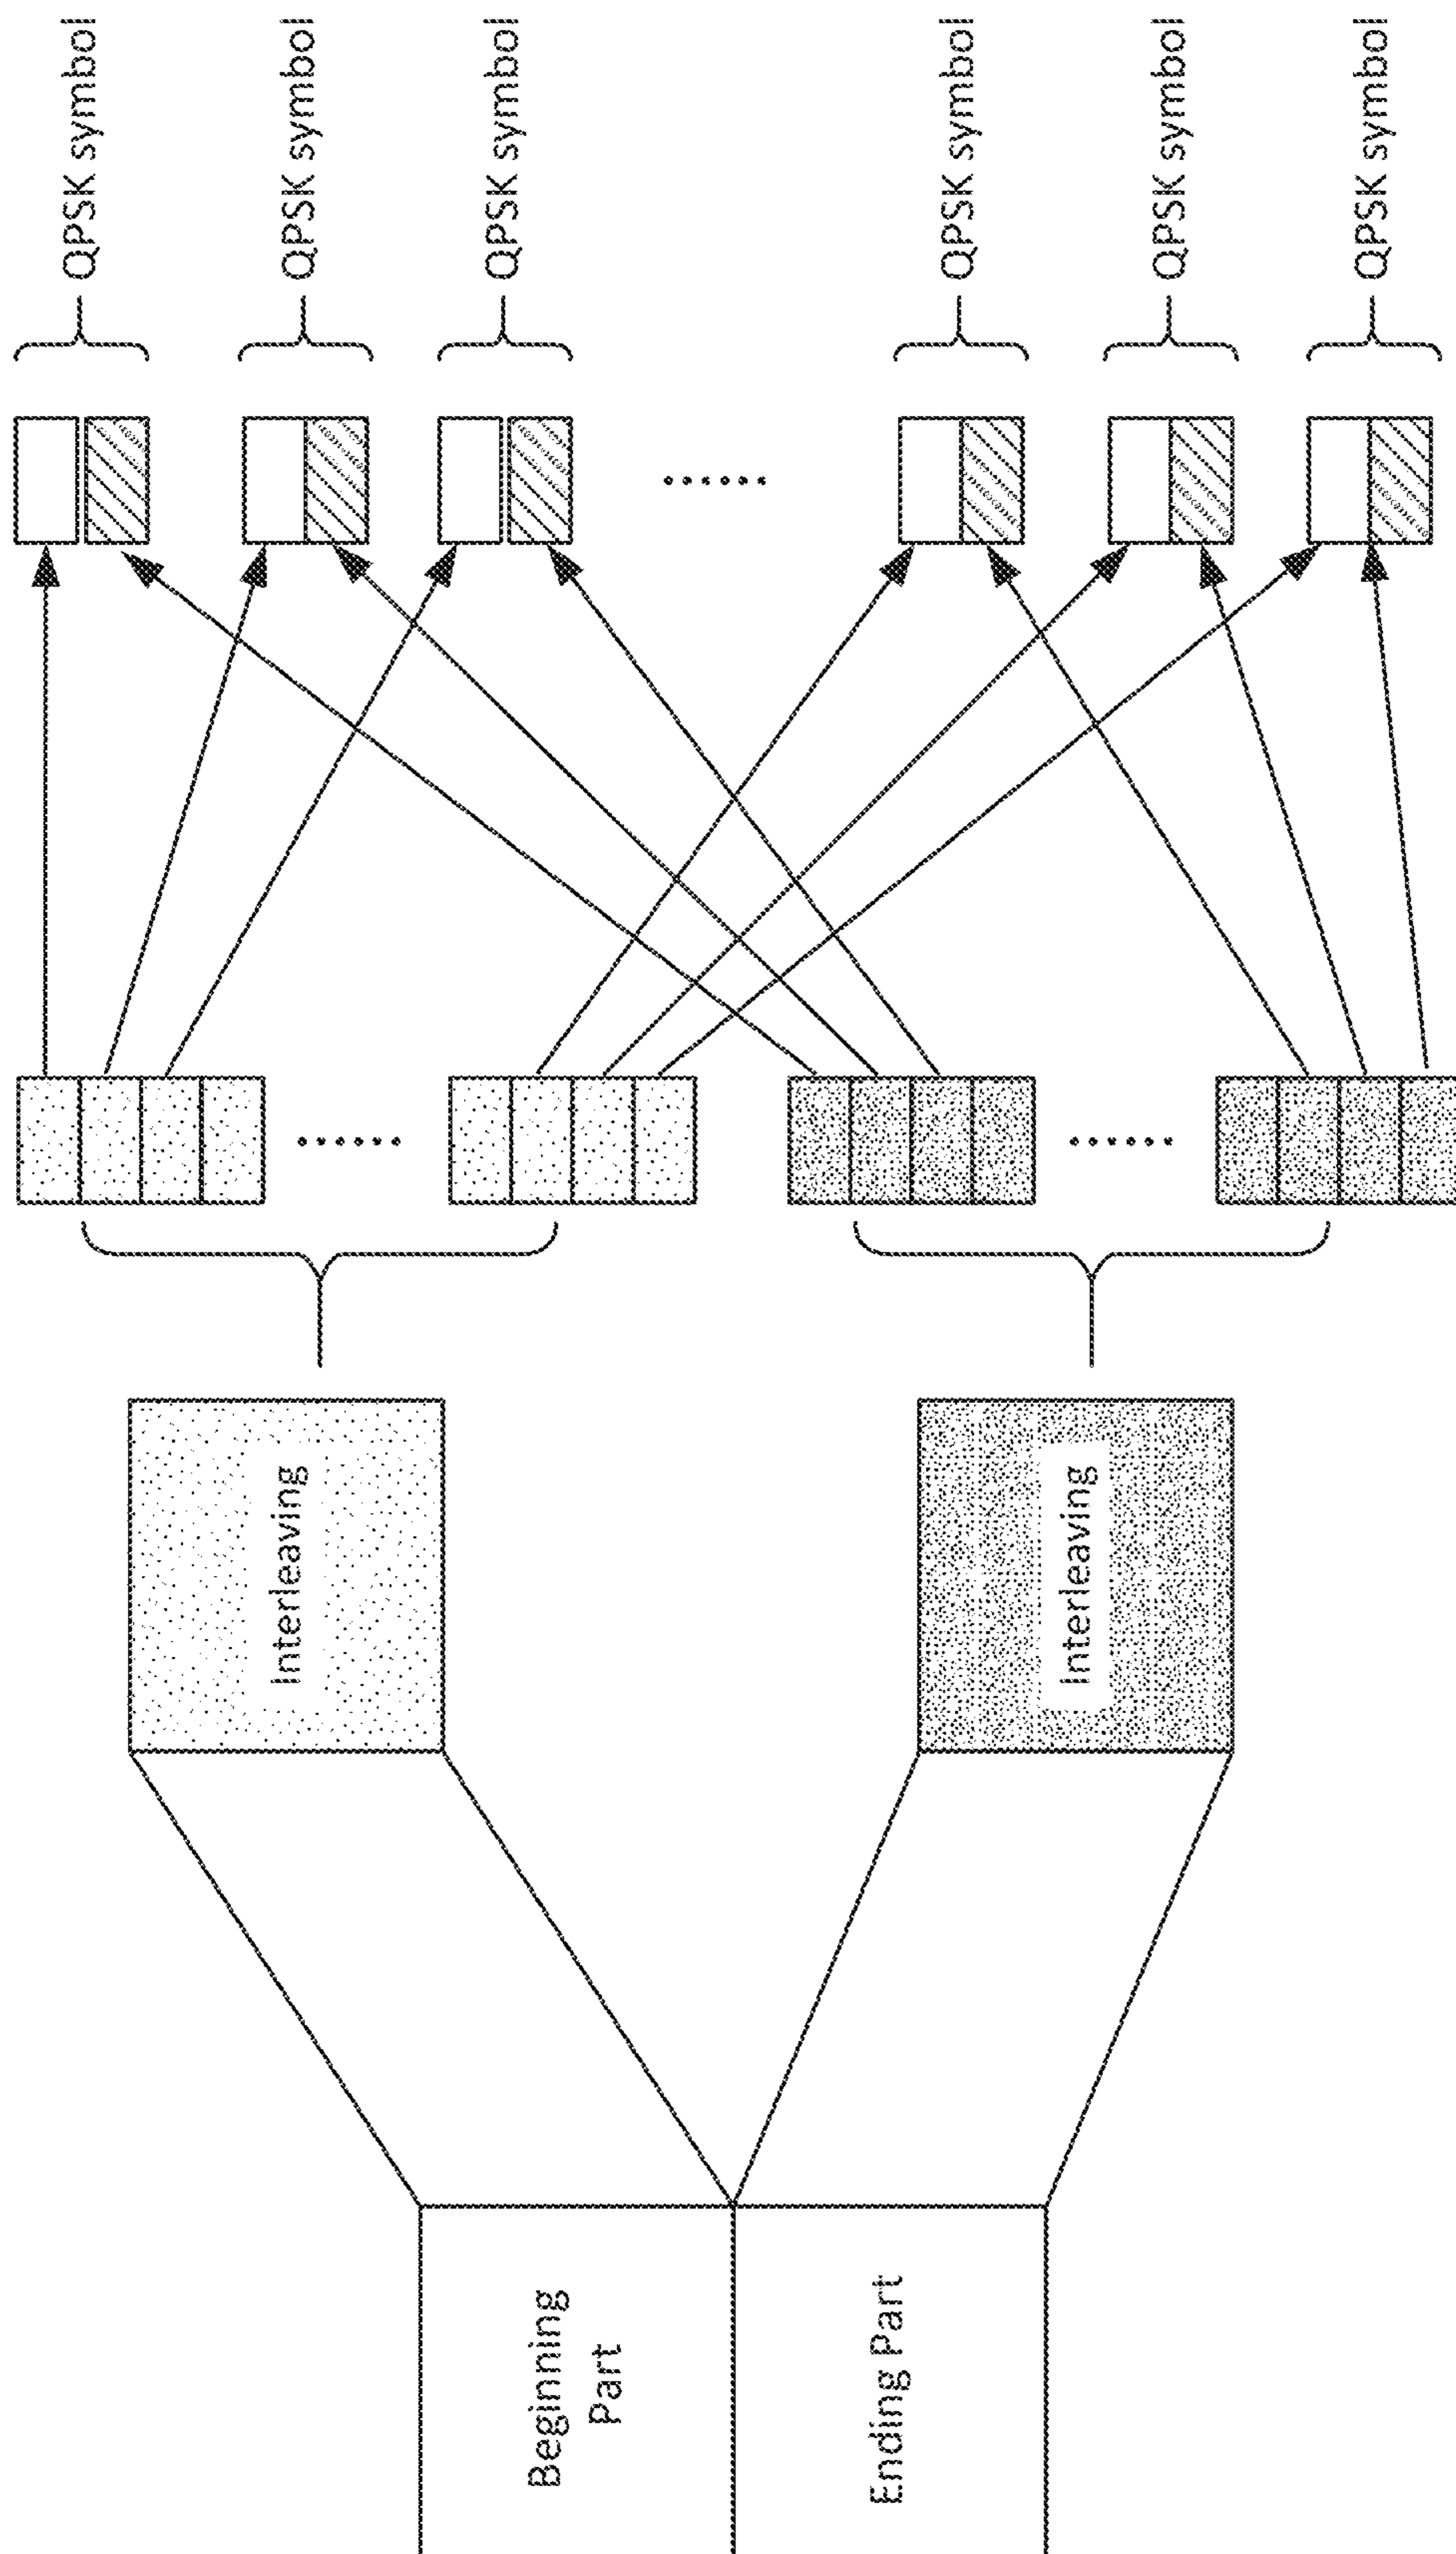 QPSK symbol
QPSK symbol
QPSK symbol
QPSK symbol
QPSK symbol
QPSK symbol
Interleaving
Interleaving
Beginning
Part
Ending Part